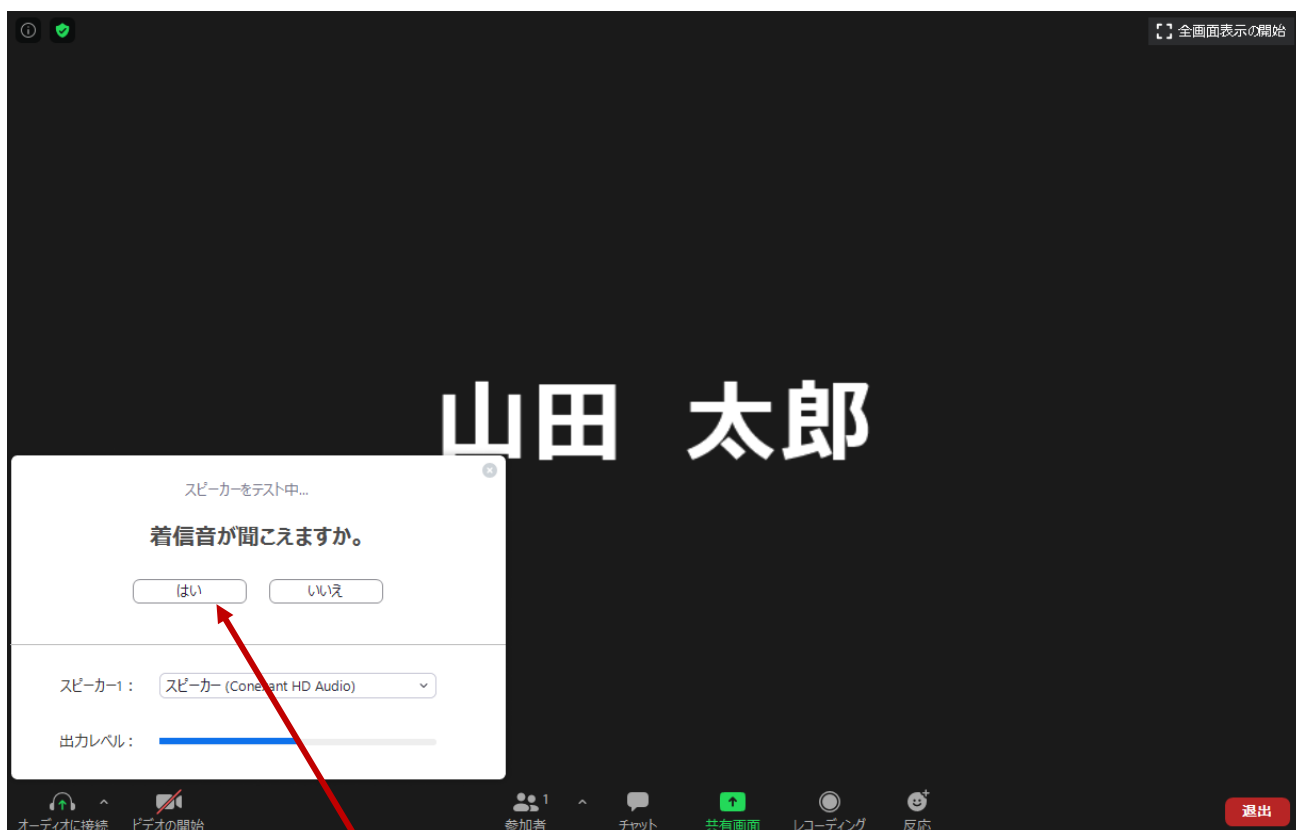 全画面表示の開始
山田 太郎
スピーカーをテスト中...
着信音が聞こえますか。
はい いいえ
スピーカー1： スピーカー (Conexant HD Audio)
出力レベル：
オーディオに接続 ビデオの開始 参加者 1 チャット 共有画面 レコーディング 反応 退出